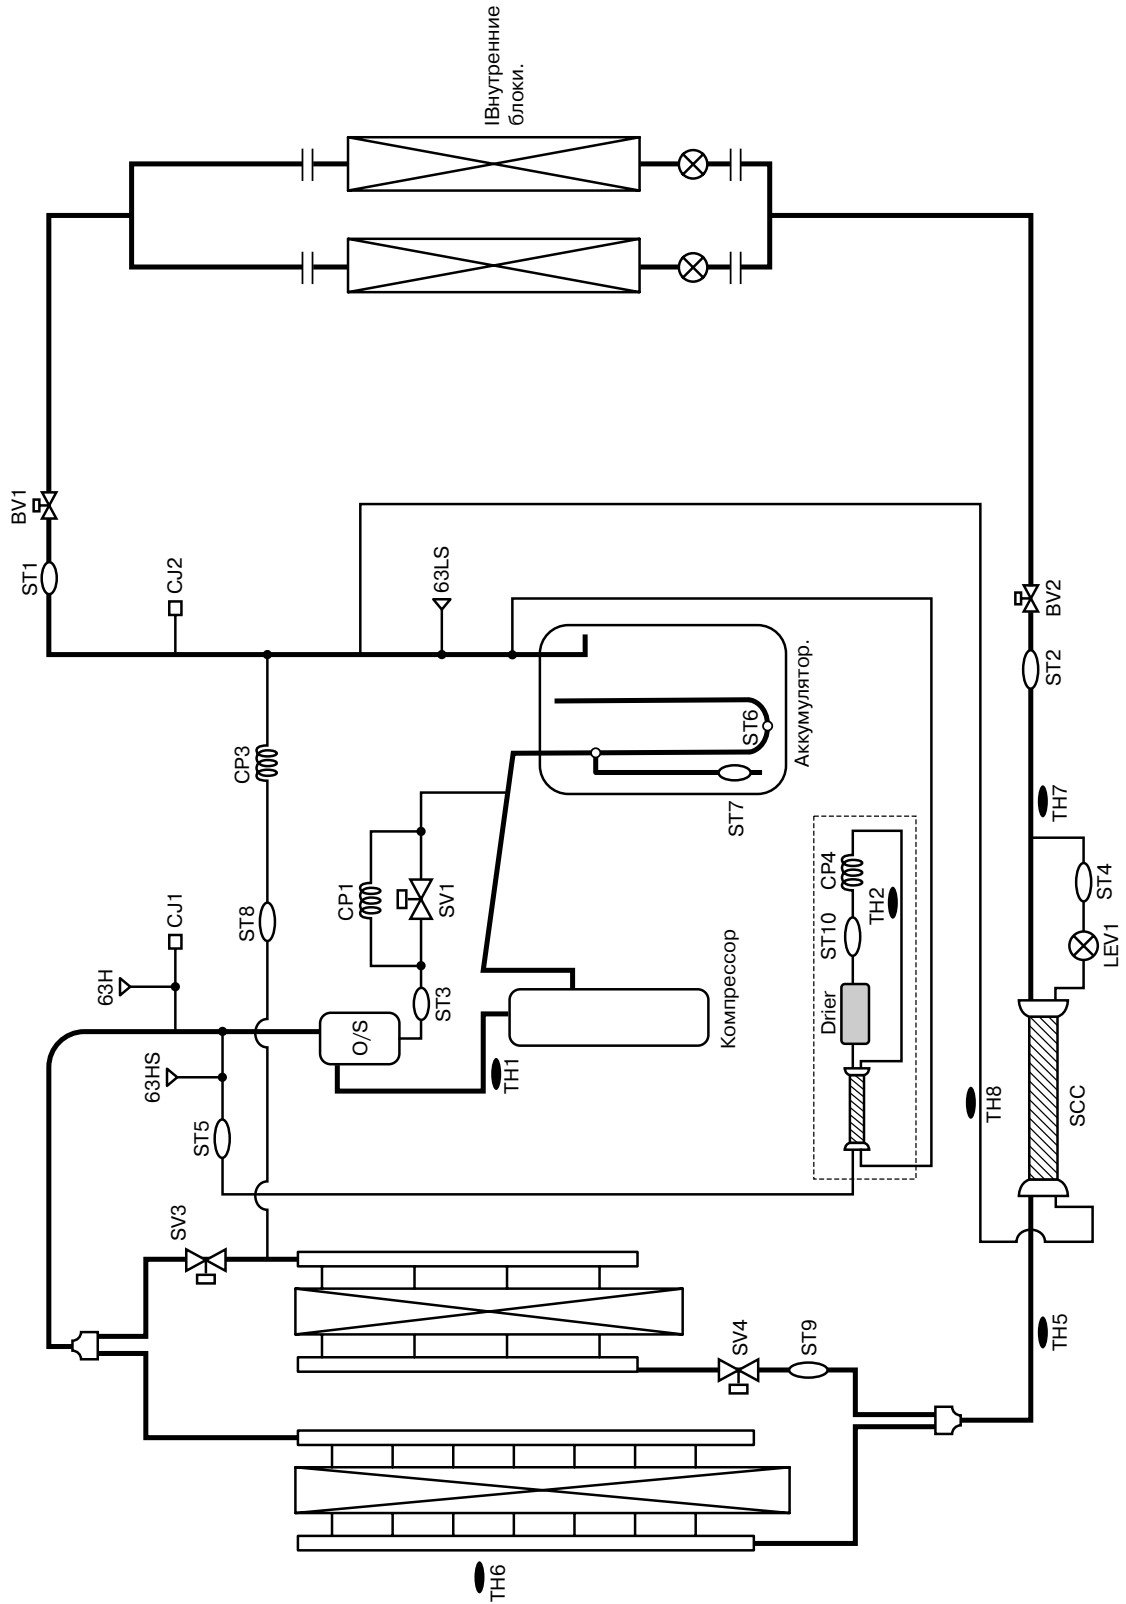 IВнутренние
блоки.
BV1
ST1
CJ2
63LS
BV2
ST2
CP3
ST6
Аккумулятор.
ST7
TH7
CP1
SV1
CP4
TH2
ST4
CJ1
ST8
ST10
LEV1
63H
ST3
Drier
Компрессор
O/S
63HS
TH1
TH8
SCC
ST5
SV3
SV4
ST9
TH5
TH6